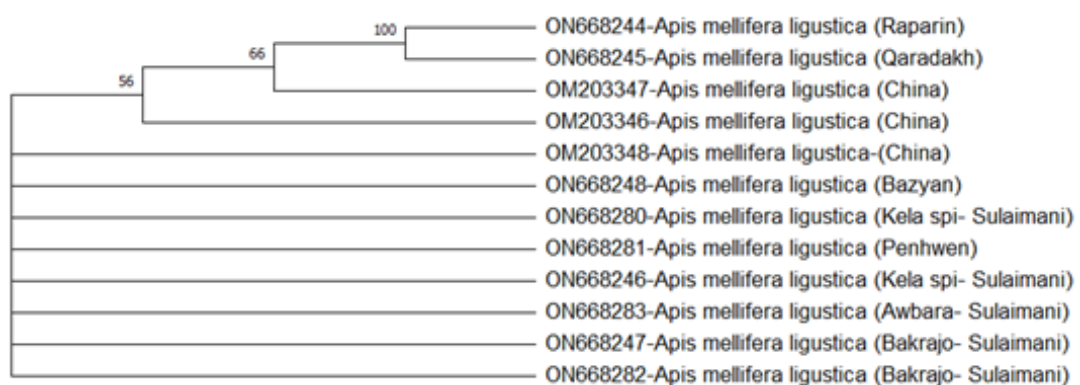 100
ON668244-Apis mellifera ligustica (Raparin)
66
ON668245-Apis mellifera ligustica (Qaradakh)
56
OM203347-Apis mellifera ligustica (China)
OM203346-Apis mellifera ligustica (China)
OM203348-Apis mellifera ligustica-(China)
ON668248-Apis mellifera ligustica (Bazyan)
ON668280-Apis mellifera ligustica (Kela spi- Sulaimani)
ON668281-Apis mellifera ligustica (Penhwen)
ON668246-Apis mellifera ligustica (Kela spi- Sulaimani)
ON668283-Apis mellifera ligustica (Awbara- Sulaimani)
ON668247-Apis mellifera ligustica (Bakrajo- Sulaimani)
ON668282-Apis mellifera ligustica (Bakrajo- Sulaimani)